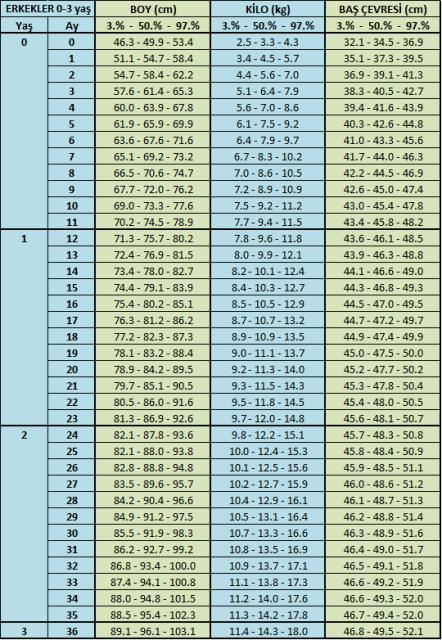 ERKEKLER 0-3 yaş BOY (cm) KİLO (kg) BAŞ ÇEVRESİ (cm)
Yaş Ay 3.% - 50.% - 97.% 3.% - 50.% - 97.% 3.% - 50.% - 97.%
0 0 46.3 - 49.9 - 53.4 2.5 - 3.3 - 4.3 32.1 - 34.5 - 36.9
1 51.1 - 54.7 - 58.4 3.4 - 4.5 - 5.7 35.1 - 37.3 - 39.5
2 54.7 - 58.4 - 62.2 4.4 - 5.6 - 7.0 36.9 - 39.1 - 41.3
3 57.6 - 61.4 - 65.3 5.1 - 6.4 - 7.9 38.3 - 40.5 - 42.7
4 60.0 - 63.9 - 67.8 5.6 - 7.0 - 8.6 39.4 - 41.6 - 43.9
5 61.9 - 65.9 - 69.9 6.1 - 7.5 - 9.2 40.3 - 42.6 - 44.8
6 63.6 - 67.6 - 71.6 6.4 - 7.9 - 9.7 41.0 - 43.3 - 45.6
7 65.1 - 69.2 - 73.2 6.7 - 8.3 - 10.2 41.7 - 44.0 - 46.3
8 66.5 - 70.6 - 74.7 7.0 - 8.6 - 10.5 42.2 - 44.5 - 46.9
9 67.7 - 72.0 - 76.2 7.2 - 8.9 - 10.9 42.6 - 45.0 - 47.4
10 69.0 - 73.3 - 77.6 7.5 - 9.2 - 11.2 43.0 - 45.4 - 47.8
11 70.2 - 74.5 - 78.9 7.7 - 9.4 - 11.5 43.4 - 45.8 - 48.2
1 12 71.3 - 75.7 - 80.2 7.8 - 9.6 - 11.8 43.6 - 46.1 - 48.5
13 72.4 - 76.9 - 81.5 8.0 - 9.9 - 12.1 43.9 - 46.3 - 48.8
14 73.4 - 78.0 - 82.7 8.2 - 10.1 - 12.4 44.1 - 46.6 - 49.0
15 74.4 - 79.1 - 83.9 8.4 - 10.3 - 12.7 44.3 - 46.8 - 49.3
16 75.4 - 80.2 - 85.1 8.5 - 10.5 - 12.9 44.5 - 47.0 - 49.5
17 76.3 - 81.2 - 86.2 8.7 - 10.7 - 13.2 44.7 - 47.2 - 49.7
18 77.2 - 82.3 - 87.3 8.9 - 10.9 - 13.5 44.9 - 47.4 - 49.9
19 78.1 - 83.2 - 88.4 9.0 - 11.1 - 13.7 45.0 - 47.5 - 50.0
20 78.9 - 84.2 - 89.5 9.2 - 11.3 - 14.0 45.2 - 47.7 - 50.2
21 79.7 - 85.1 - 90.5 9.3 - 11.5 - 14.3 45.3 - 47.8 - 50.4
22 80.5 - 86.0 - 91.6 9.5 - 11.8 - 14.5 45.4 - 48.0 - 50.5
23 81.3 - 86.9 - 92.6 9.7 - 12.0 - 14.8 45.6 - 48.1 - 50.7
2 24 82.1 - 87.8 - 93.6 9.8 - 12.2 - 15.1 45.7 - 48.3 - 50.8
25 82.1 - 88.0 - 93.8 10.0 - 12.4 - 15.3 45.8 - 48.4 - 50.9
26 82.8 - 88.8 - 94.8 10.1 - 12.5 - 15.6 45.9 - 48.5 - 51.1
27 83.5 - 89.6 - 95.7 10.2 - 12.7 - 15.9 46.0 - 48.6 - 51.2
28 84.2 - 90.4 - 96.6 10.4 - 12.9 - 16.1 46.1 - 48.7 - 51.3
29 84.9 - 91.2 - 97.5 10.5 - 13.1 - 16.4 46.2 - 48.8 - 51.4
30 85.5 - 91.9 - 98.3 10.7 - 13.3 - 16.6 46.3 - 48.9 - 51.6
31 86.2 - 92.7 - 99.2 10.8 - 13.5 - 16.9 46.4 - 49.0 - 51.7
32 86.8 - 93.4 - 100.0 10.9 - 13.7 - 17.1 46.5 - 49.1 - 51.8
33 87.4 - 94.1 - 100.8 11.1 - 13.8 - 17.3 46.6 - 49.2 - 51.9
34 88.0 - 94.8 - 101.5 11.2 - 14.0 - 17.6 46.6 - 49.3 - 52.0
35 88.5 - 95.4 - 102.3 11.3 - 14.2 - 17.8 46.7 - 49.4 - 52.0
3 36 89.1 - 96.1 - 103.1 11.4 - 14.3 - 18.0 46.8 - 49.5 - 52.1